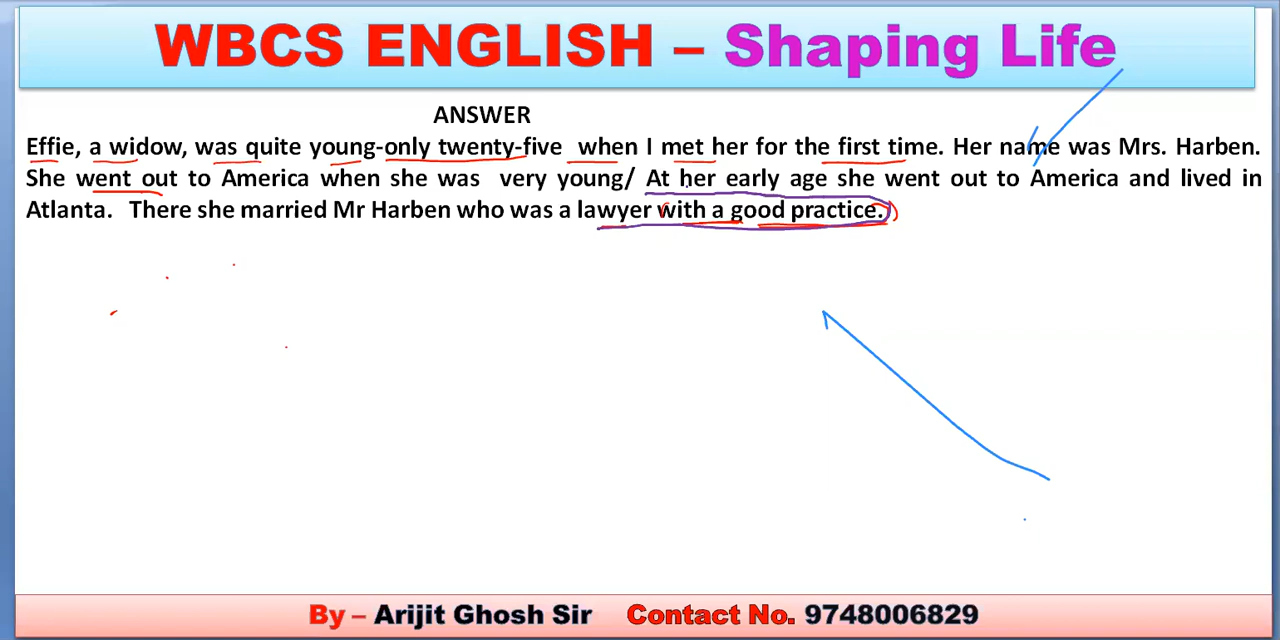 WBCS ENGLISH – Shaping Life
ANSWER
Effie, a widow, was quite young-only twenty-five when I met her for the first time. Her name was Mrs. Harben.
She went out to America when she was very young/ At her early age she went out to America and lived in
Atlanta. There she married Mr Harben who was a lawyer with a good practice.
By – Arijit Ghosh Sir Contact No. 9748006829